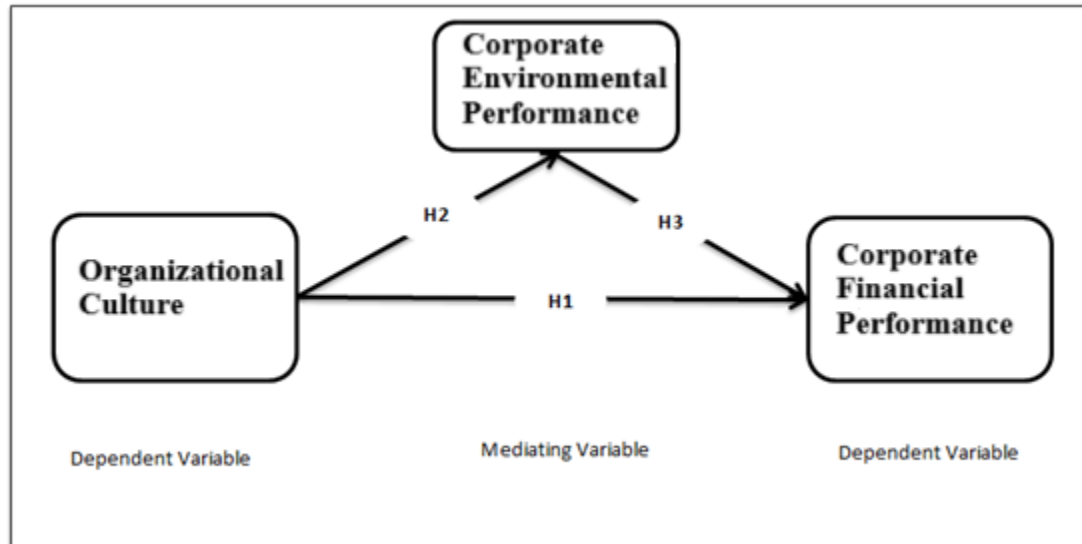 Corporate
Environmental
Performance
H2
H3
Organizational
Culture
H1
Corporate
Financial
Performance
Dependent Variable
Mediating Variable
Dependent Variable